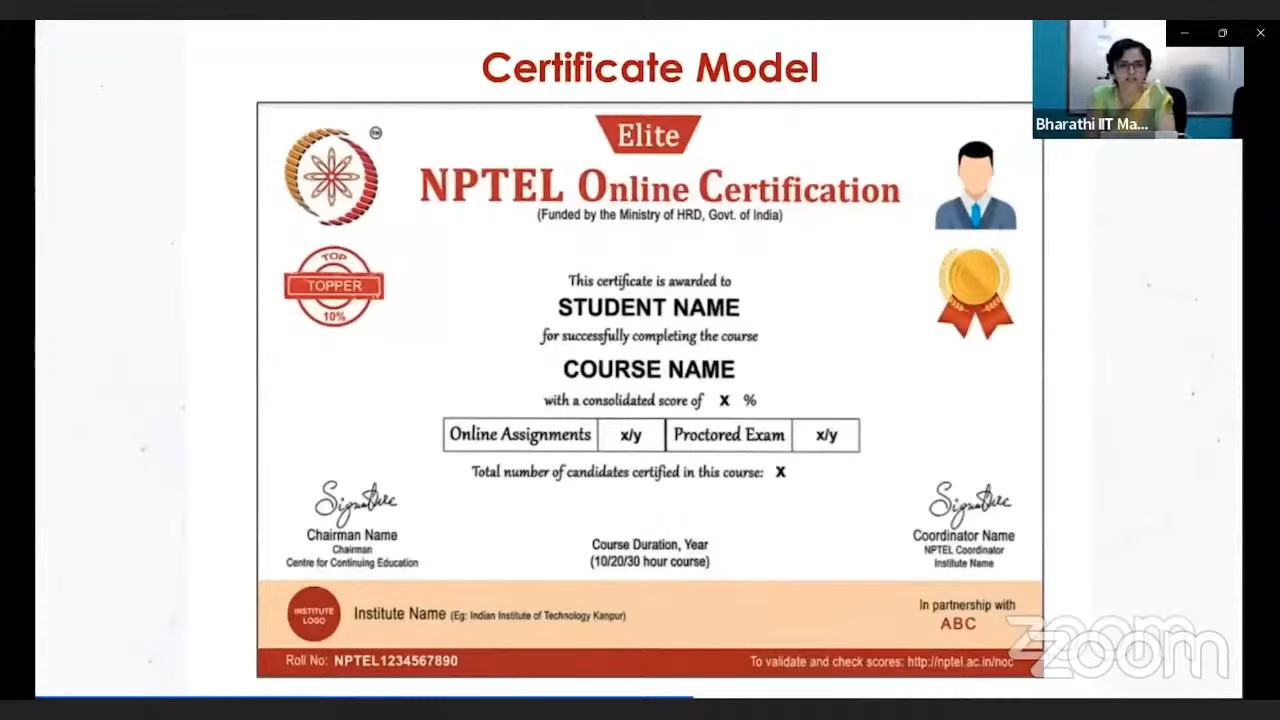 Certificate Model
Bharathi IIT Ma...
Elite
TM
NPTEL Online Certification
(Funded by the Ministry of HRD, Govt. of India)
TOP
TOPPER
10%
This certificate is awarded to
STUDENT NAME
for successfully completing the course
COURSE NAME
with a consolidated score of X %
Online Assignments x/y Proctored Exam x/y
Total number of candidates certified in this course: X
Signature
Chairman Name
Chairman
Centre for Continuing Education
Course Duration, Year
(10/20/30 hour course)
Signature
Coordinator Name
NPTEL Coordinator
Institute Name
INSTITUTE
LOGO
Institute Name (Eg: Indian Institute of Technology Kanpur)
In partnership with
ABC
Roll No: NPTEL1234567890
To validate and check scores: http://nptel.ac.in/noc
zoom
zoom